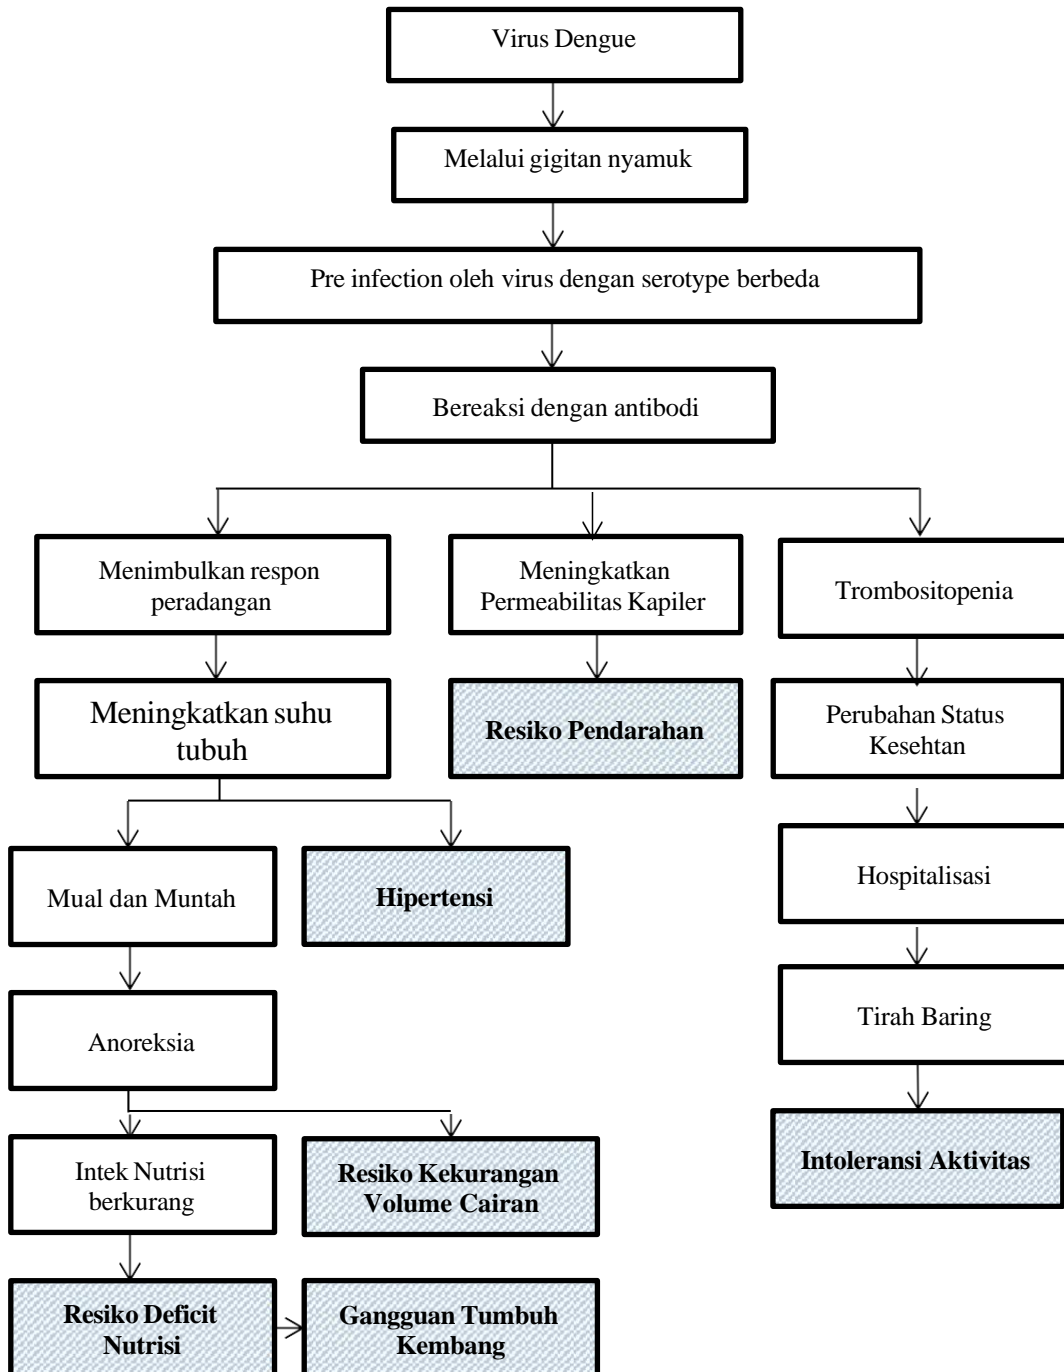 Virus Dengue
Melalui gigitan nyamuk
Pre infection oleh virus dengan serotype berbeda
Bereaksi dengan antibodi
Menimbulkan respon
peradangan
Meningkatkan
Permeabilitas Kapiler
Trombositopenia
Meningkatkan suhu
tubuh
Resiko Pendarahan
Perubahan Status
Kesehtan
Mual dan Muntah
Hipertensi
Hospitalisasi
Anoreksia
Tirah Baring
Intek Nutrisi
berkurang
Resiko Kekurangan
Volume Cairan
Intoleransi Aktivitas
Resiko Deficit
Nutrisi
Gangguan Tumbuh
Kembang